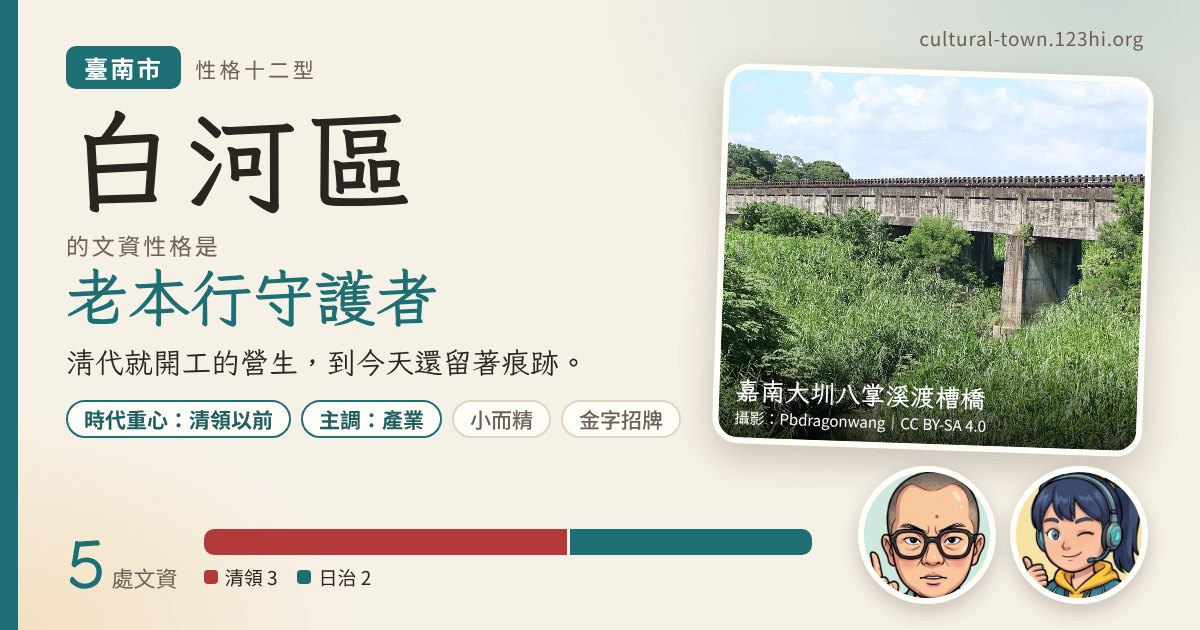 cultural-town.123hi.org
臺南市 性格十二型
白河區
的文資性格是
老本行守護者
清代就開工的營生，到今天還留著痕跡。
時代重心：清領以前 主調：產業 小而精 金字招牌
嘉南大圳八掌溪渡槽橋
攝影：Pbdragonwang｜CC BY-SA 4.0
5 處文資
清領 3 日治 2